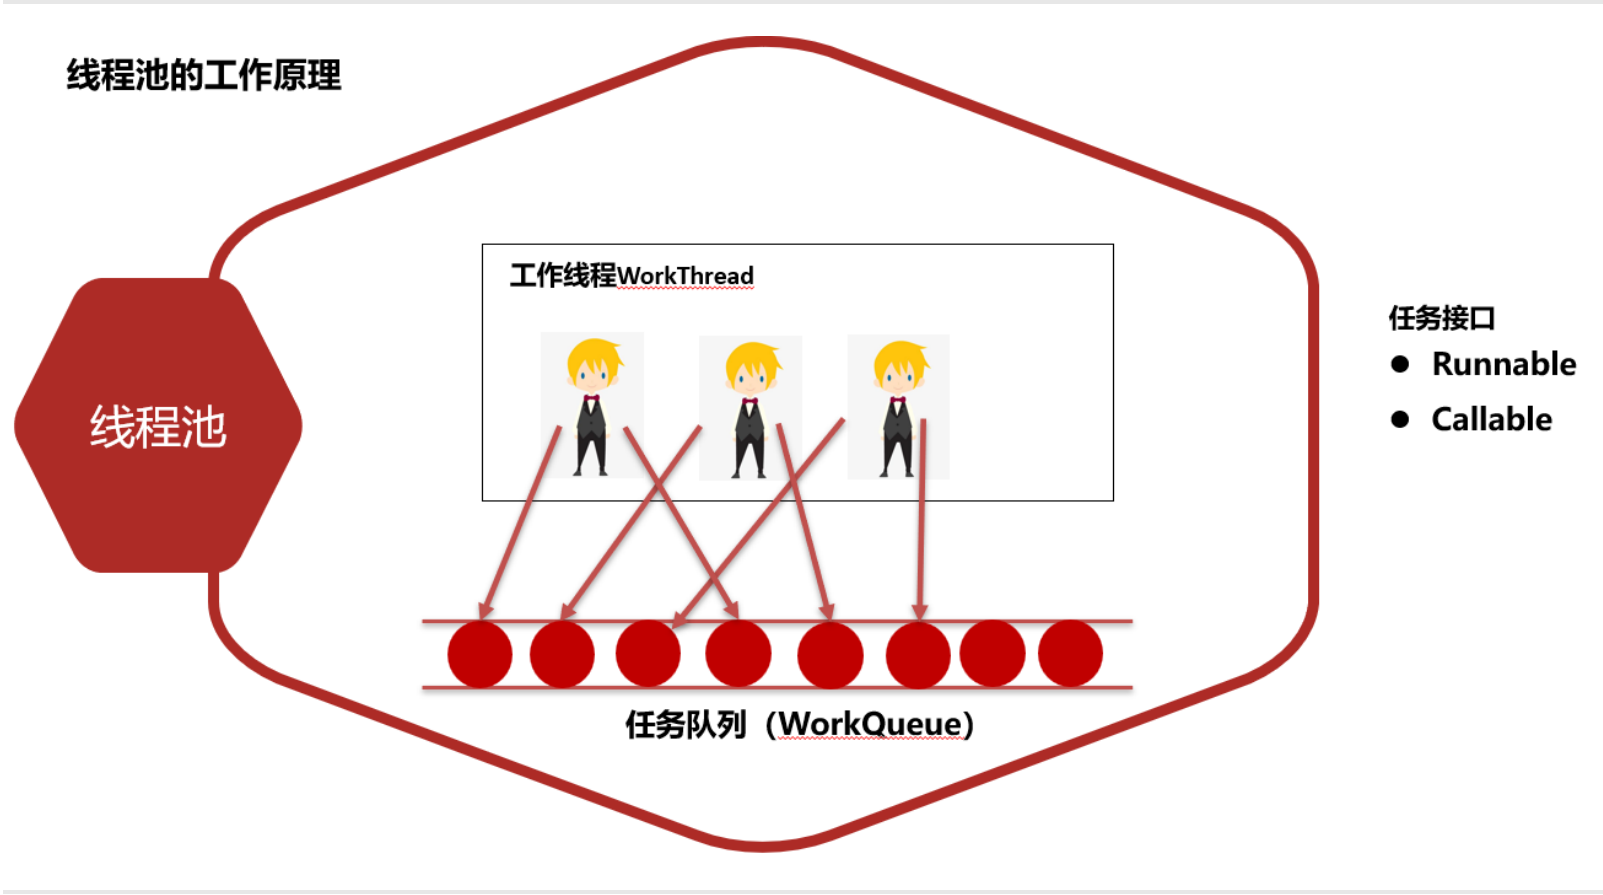 线程池的工作原理
工作线程WorkThread
线程池
任务接口
● Runnable
● Callable
任务队列（WorkQueue）